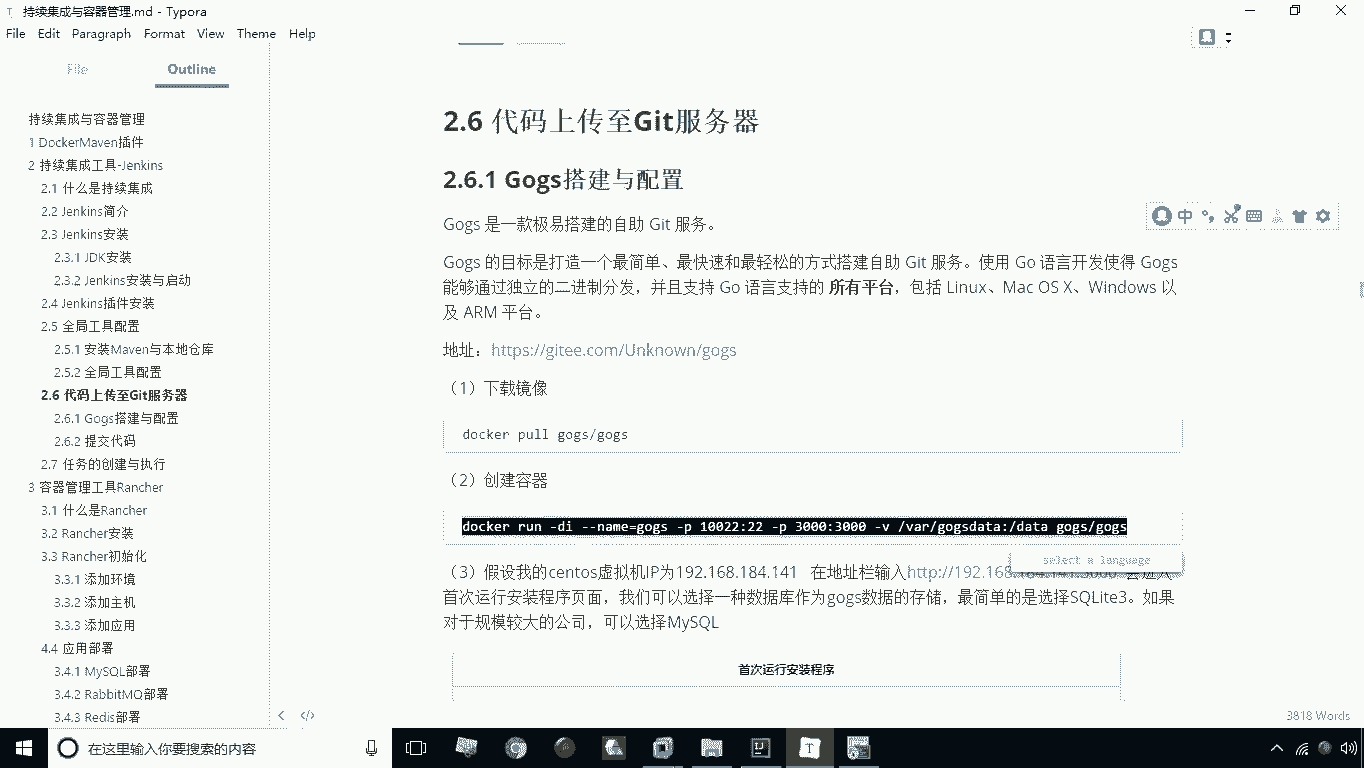 持续集成与容器管理.md - Typora
File Edit Paragraph Format View Theme Help
File Outline
持续集成与容器管理
1 DockerMaven插件
2 持续集成工具-Jenkins
2.1 什么是持续集成
2.2 Jenkins简介
2.3 Jenkins安装
2.3.1 JDK安装
2.3.2 Jenkins安装与启动
2.4 Jenkins插件安装
2.5 全局工具配置
2.5.1 安装Maven与本地仓库
2.5.2 全局工具配置
2.6 代码上传至Git服务器
2.6.1 Gogs搭建与配置
2.6.2 提交代码
2.7 任务的创建与执行
3 容器管理工具Rancher
3.1 什么是Rancher
3.2 Rancher安装
3.3 Rancher初始化
3.3.1 添加环境
3.3.2 添加主机
3.3.3 添加应用
4.4 应用部署
3.4.1 MySQL部署
3.4.2 RabbitMQ部署
3.4.3 Redis部署
2.6 代码上传至Git服务器
2.6.1 Gogs搭建与配置
Gogs 是一款极易搭建的自助 Git 服务。
Gogs 的目标是打造一个最简单、最快速和最轻松的方式搭建自助 Git 服务。使用 Go 语言开发使得 Gogs
能够通过独立的二进制分发，并且支持 Go 语言支持的 所有平台，包括 Linux、Mac OS X、Windows 以
及 ARM 平台。
地址：https://gitee.com/Unknown/gogs
（1）下载镜像
docker pull gogs/gogs
（2）创建容器
docker run -di --name=gogs -p 10022:22 -p 3000:3000 -v /var/gogsdata:/data gogs/gogs
select a language
（3）假设我的centos虚拟机IP为192.168.184.141 在地址栏输入http://192.168
首次运行安装程序页面，我们可以选择一种数据库作为gogs数据的存储，最简单的是选择SQLite3。如果
对于规模较大的公司，可以选择MySQL
首次运行安装程序
中
3818 Words
在这里输入你要搜索的内容